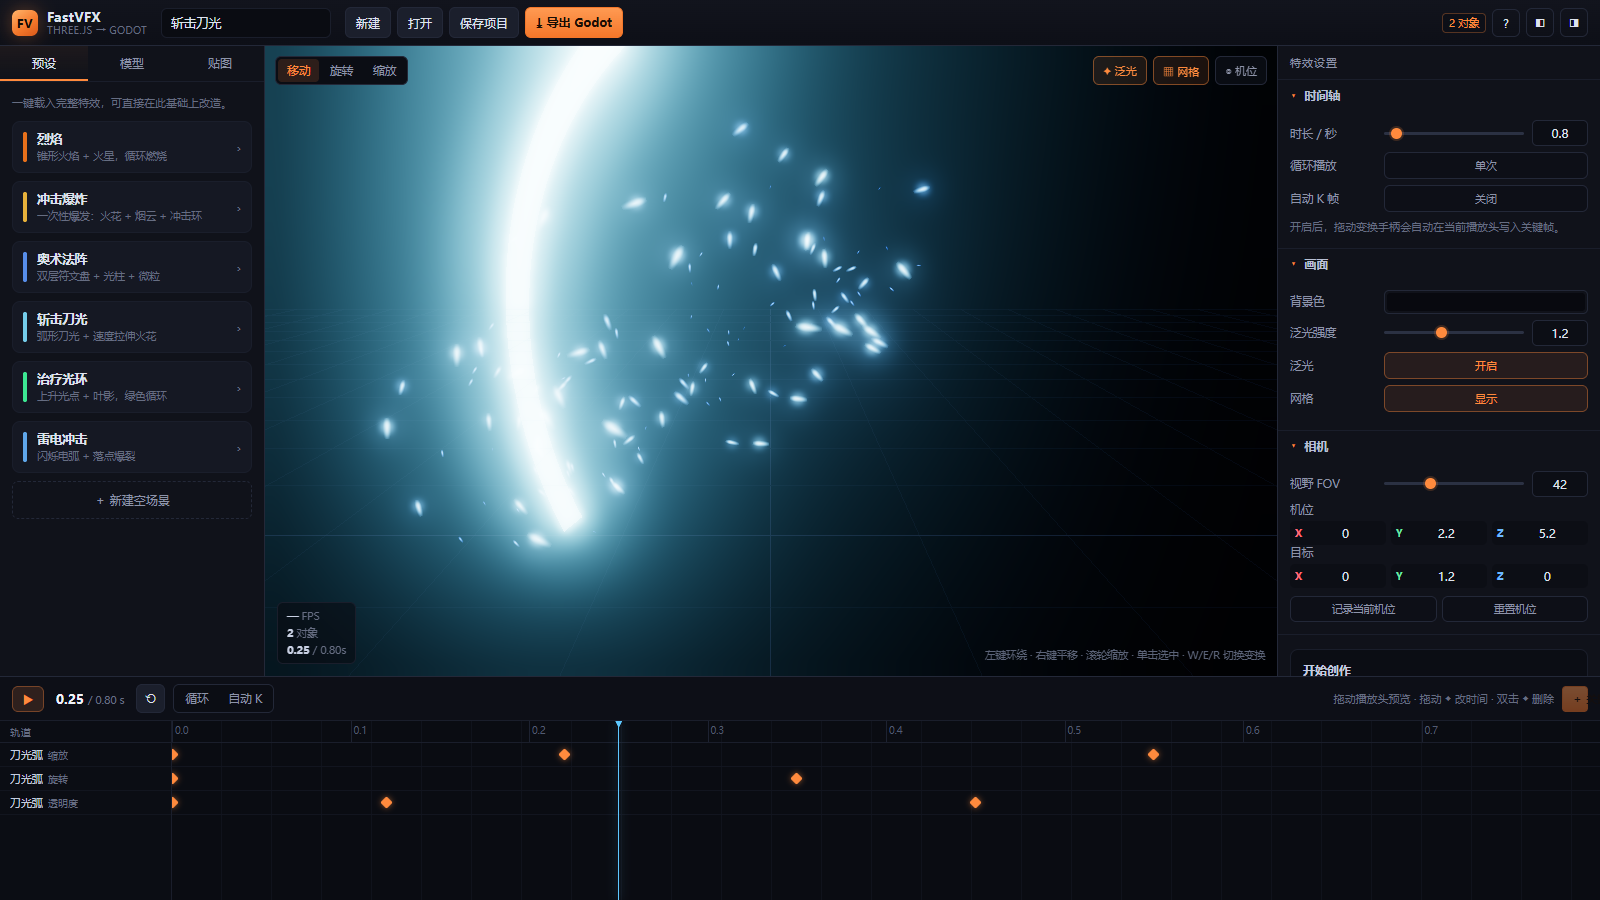 FV
FastVFX
THREE.JS → GODOT
斩击刀光
新建
打开
保存项目
⤓ 导出 Godot
2 对象
?
预设
模型
贴图
一键载入完整特效，可直接在此基础上改造。
烈焰
锥形火焰 + 火星，循环燃烧
冲击爆炸
一次性爆发：火花 + 烟云 + 冲击环
奥术法阵
双层符文盘 + 光柱 + 微粒
斩击刀光
弧形刀光 + 速度拉伸火花
治疗光环
上升光点 + 叶影，绿色循环
雷电冲击
闪烁电弧 + 落点爆裂
+ 新建空场景
移动
旋转
缩放
✦ 泛光
▦ 网格
机位
— FPS
2 对象
0.25 / 0.80s
左键环绕 · 右键平移 · 滚轮缩放 · 单击选中 · W/E/R 切换变换
特效设置
时间轴
时长 / 秒
0.8
循环播放
单次
自动 K 帧
关闭
开启后，拖动变换手柄会自动在当前播放头写入关键帧。
画面
背景色
泛光强度
1.2
泛光
开启
网格
显示
相机
视野 FOV
42
机位
X 0 Y 2.2 Z 5.2
目标
X 0 Y 1.2 Z 0
记录当前机位
重置机位
开始创作
0.25 / 0.80 s
循环
自动 K
拖动播放头预览 · 拖动 ◆ 改时间 · 双击 ◆ 删除
+
轨道
0.0
0.1
0.2
0.3
0.4
0.5
0.6
0.7
刀光弧 缩放
刀光弧 旋转
刀光弧 透明度